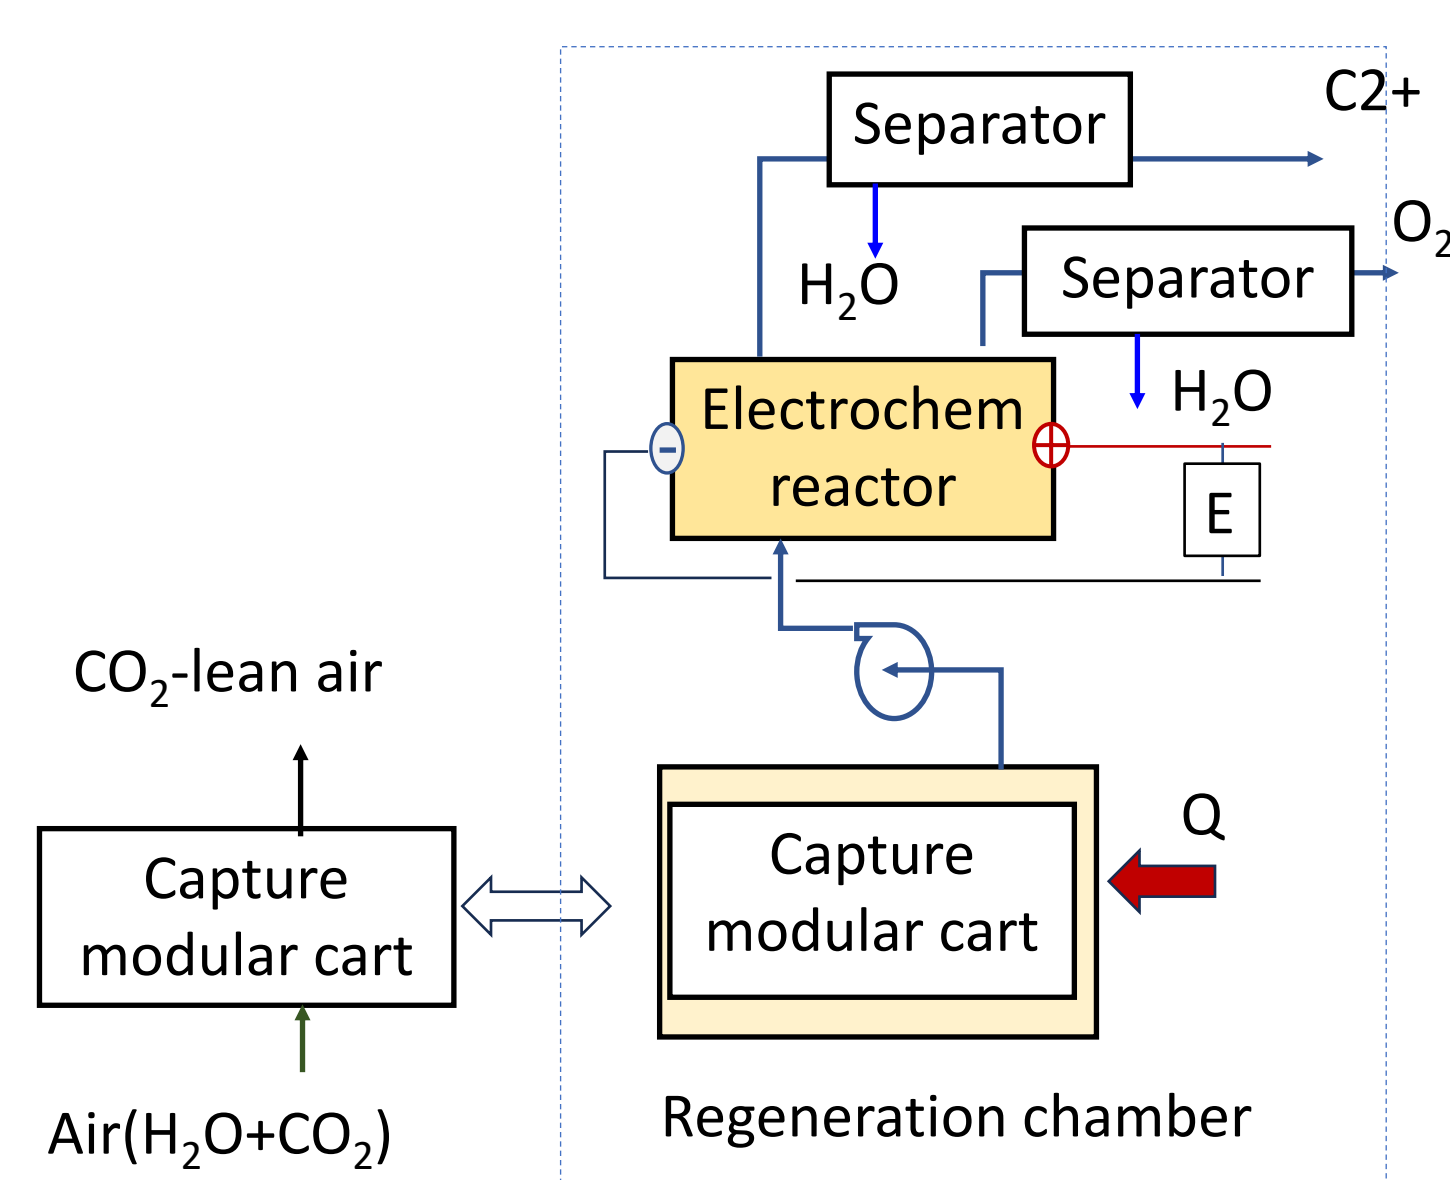 C2+
Separator
O₂
Separator
H₂O
H₂O
Electrochem
reactor
-
+
E
CO₂-lean air
Q
Capture
modular cart
Capture
modular cart
Regeneration chamber
Air(H₂O+CO₂)